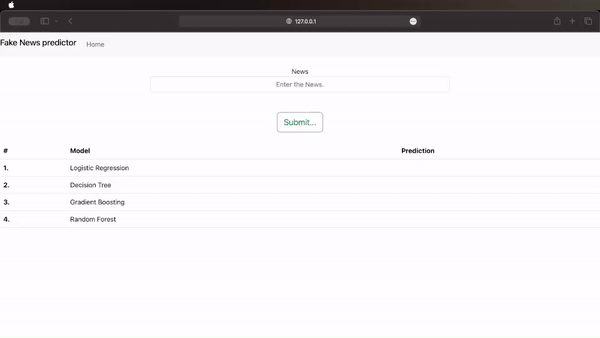 127.0.0.1
Fake News predictor Home
News
Enter the News.
Submit...
# Model Prediction
1. Logistic Regression
2. Decision Tree
3. Gradient Boosting
4. Random Forest